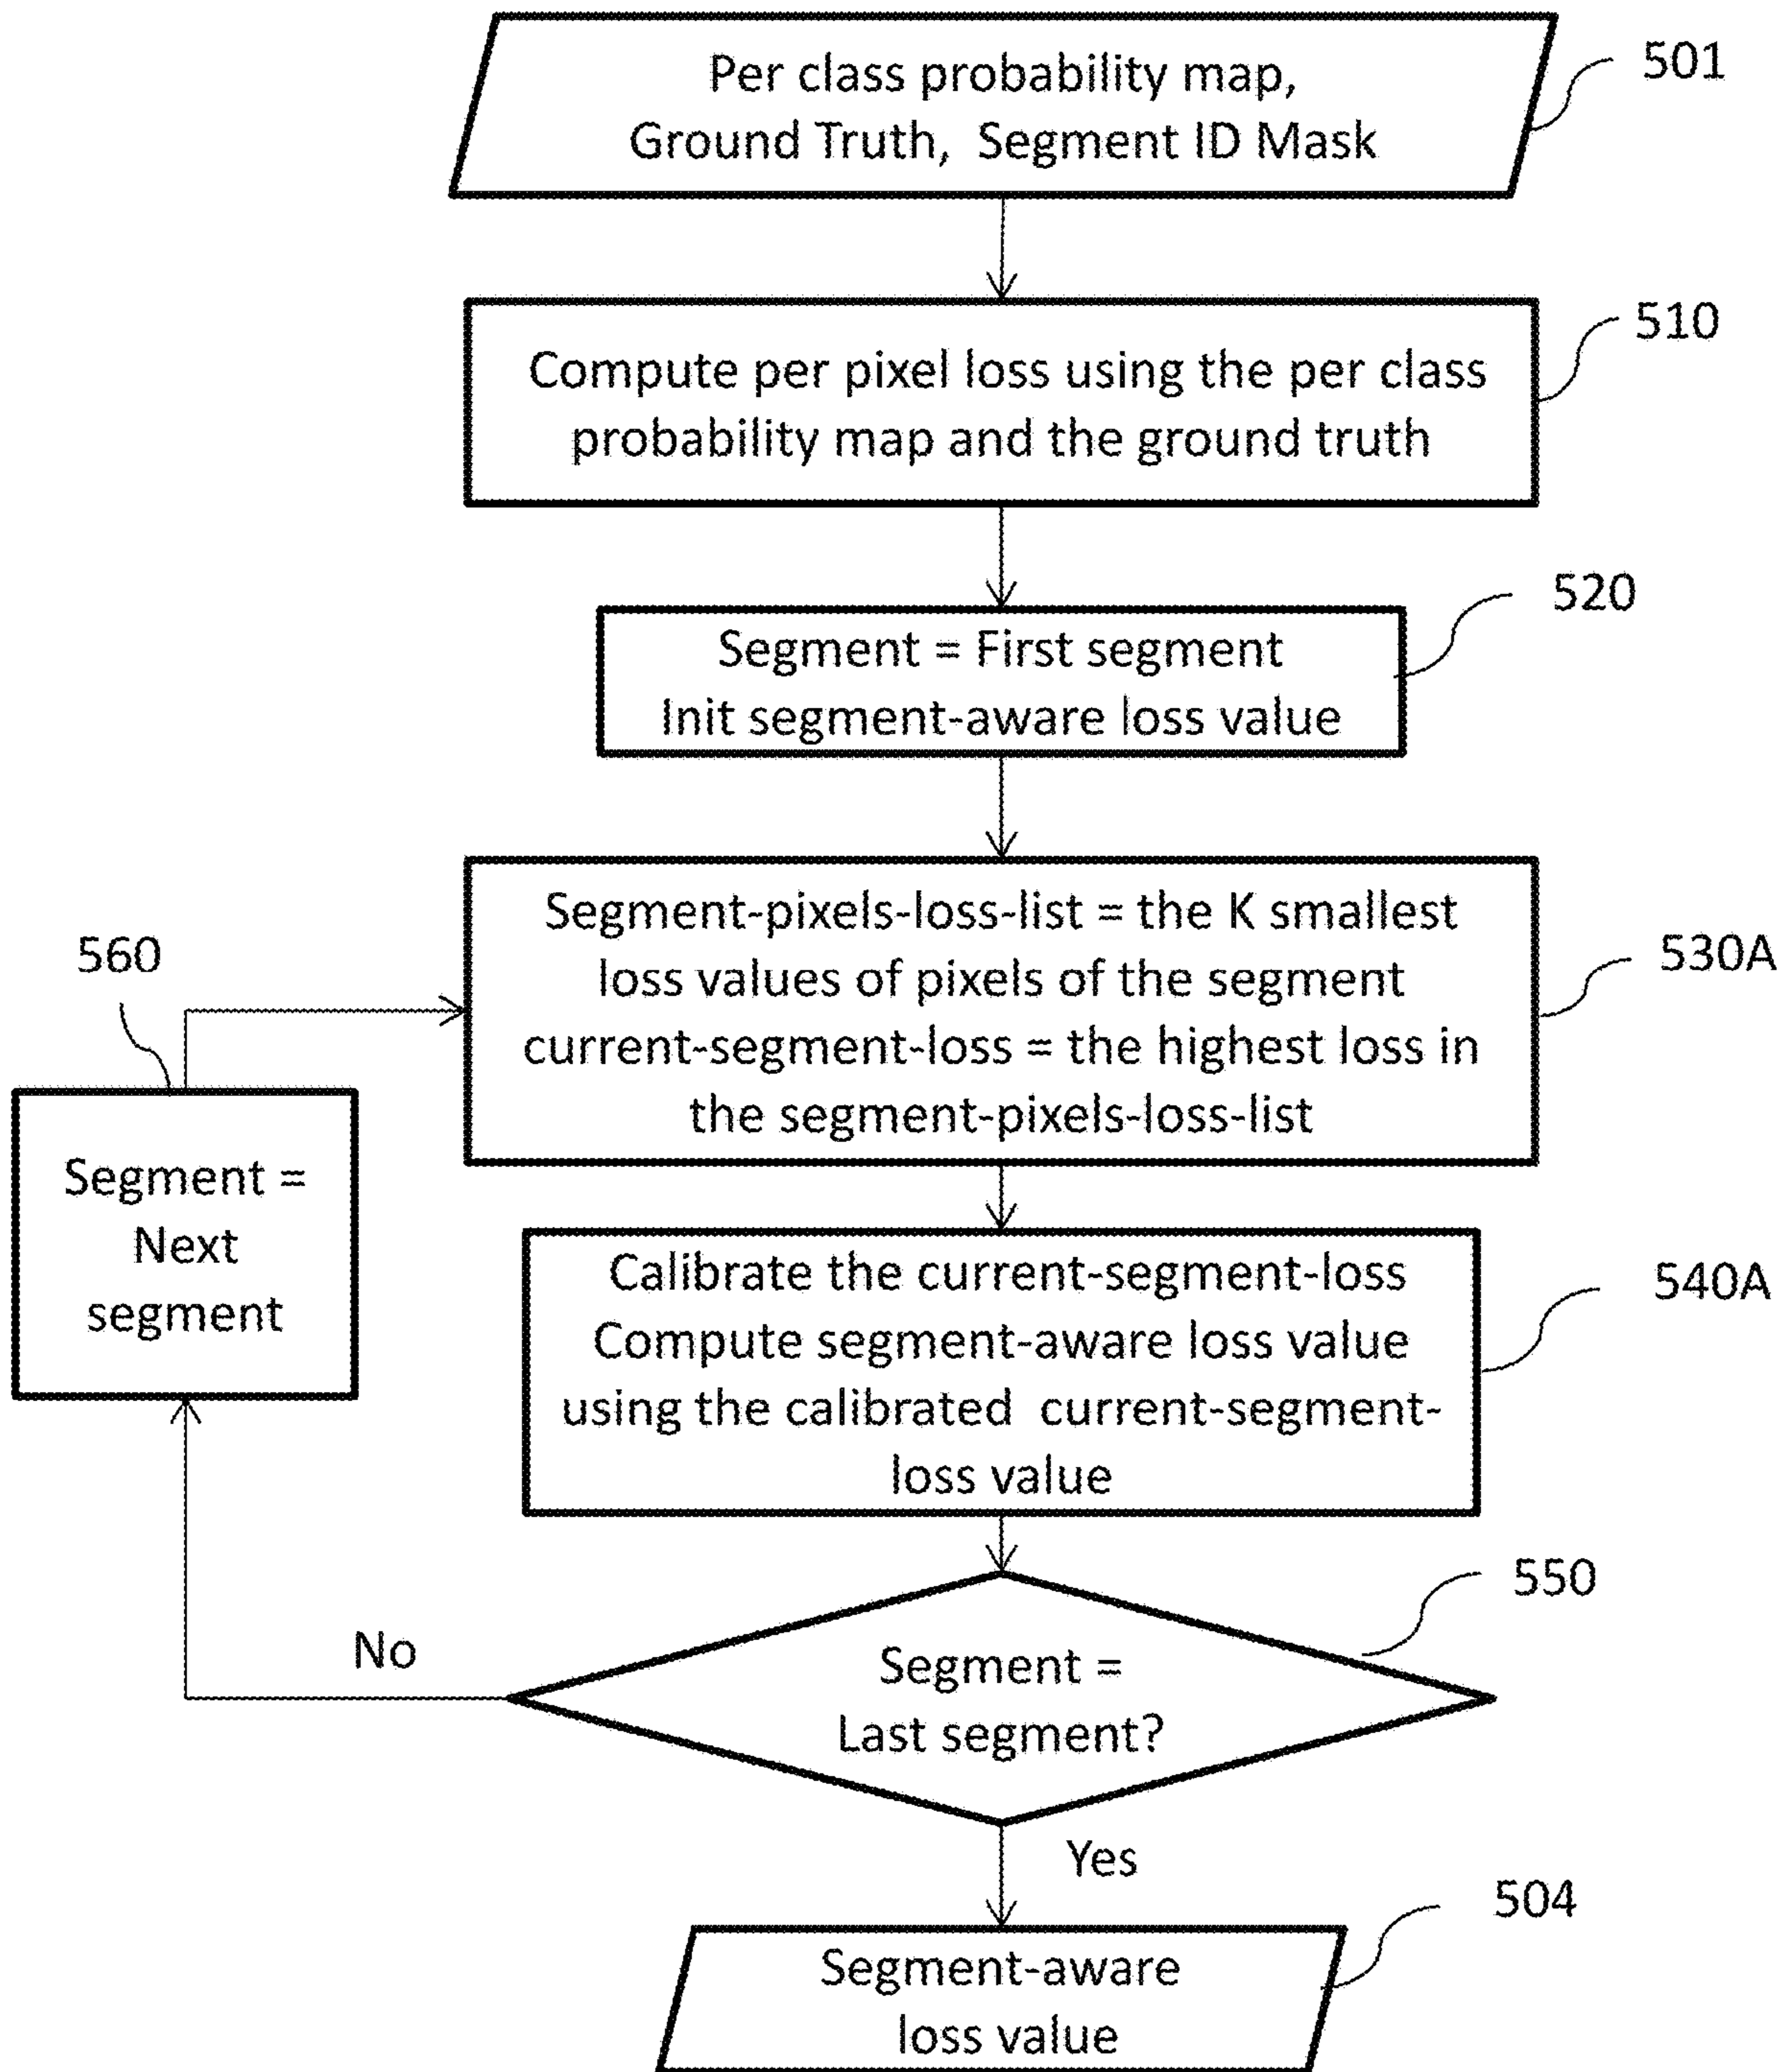 Per class probability map,
Ground Truth, Segment ID Mask
501
Compute per pixel loss using the per class
probability map and the ground truth
510
Segment = First segment
Init segment-aware loss value
520
Segment-pixels-loss-list = the K smallest
loss values of pixels of the segment
current-segment-loss = the highest loss in
the segment-pixels-loss-list
530A
560
Segment =
Next
segment
Calibrate the current-segment-loss
Compute segment-aware loss value
using the calibrated current-segment-
loss value
540A
Segment =
Last segment?
550
No
Yes
Segment-aware
loss value
504